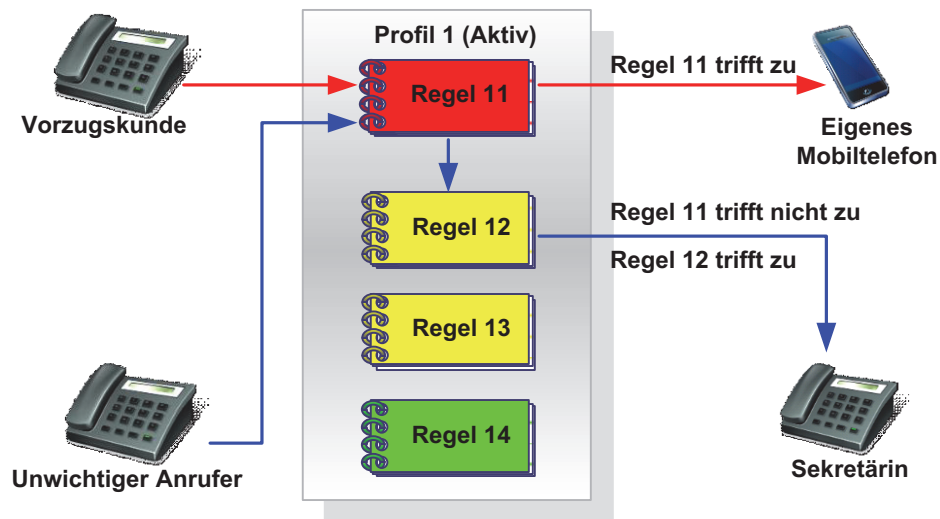 Profil 1 (Aktiv)
Vorzugskunde
Regel 11
Regel 11 trifft zu
Eigenes
Mobiltelefon
Regel 12
Regel 11 trifft nicht zu
Regel 12 trifft zu
Regel 13
Regel 14
Unwichtiger Anrufer
Sekretärin